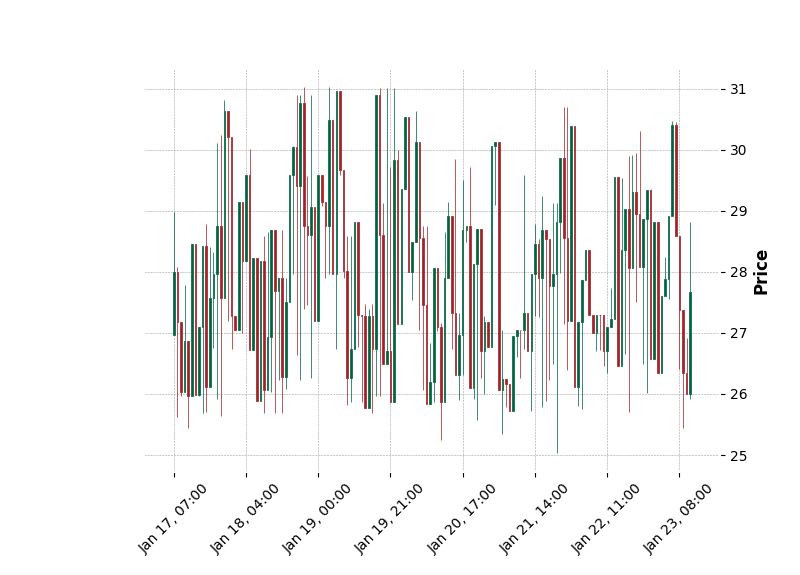 31
30
29
28
27
26
25
Price
Jan 17, 07:00
Jan 18, 04:00
Jan 19, 00:00
Jan 19, 21:00
Jan 20, 17:00
Jan 21, 14:00
Jan 22, 11:00
Jan 23, 08:00